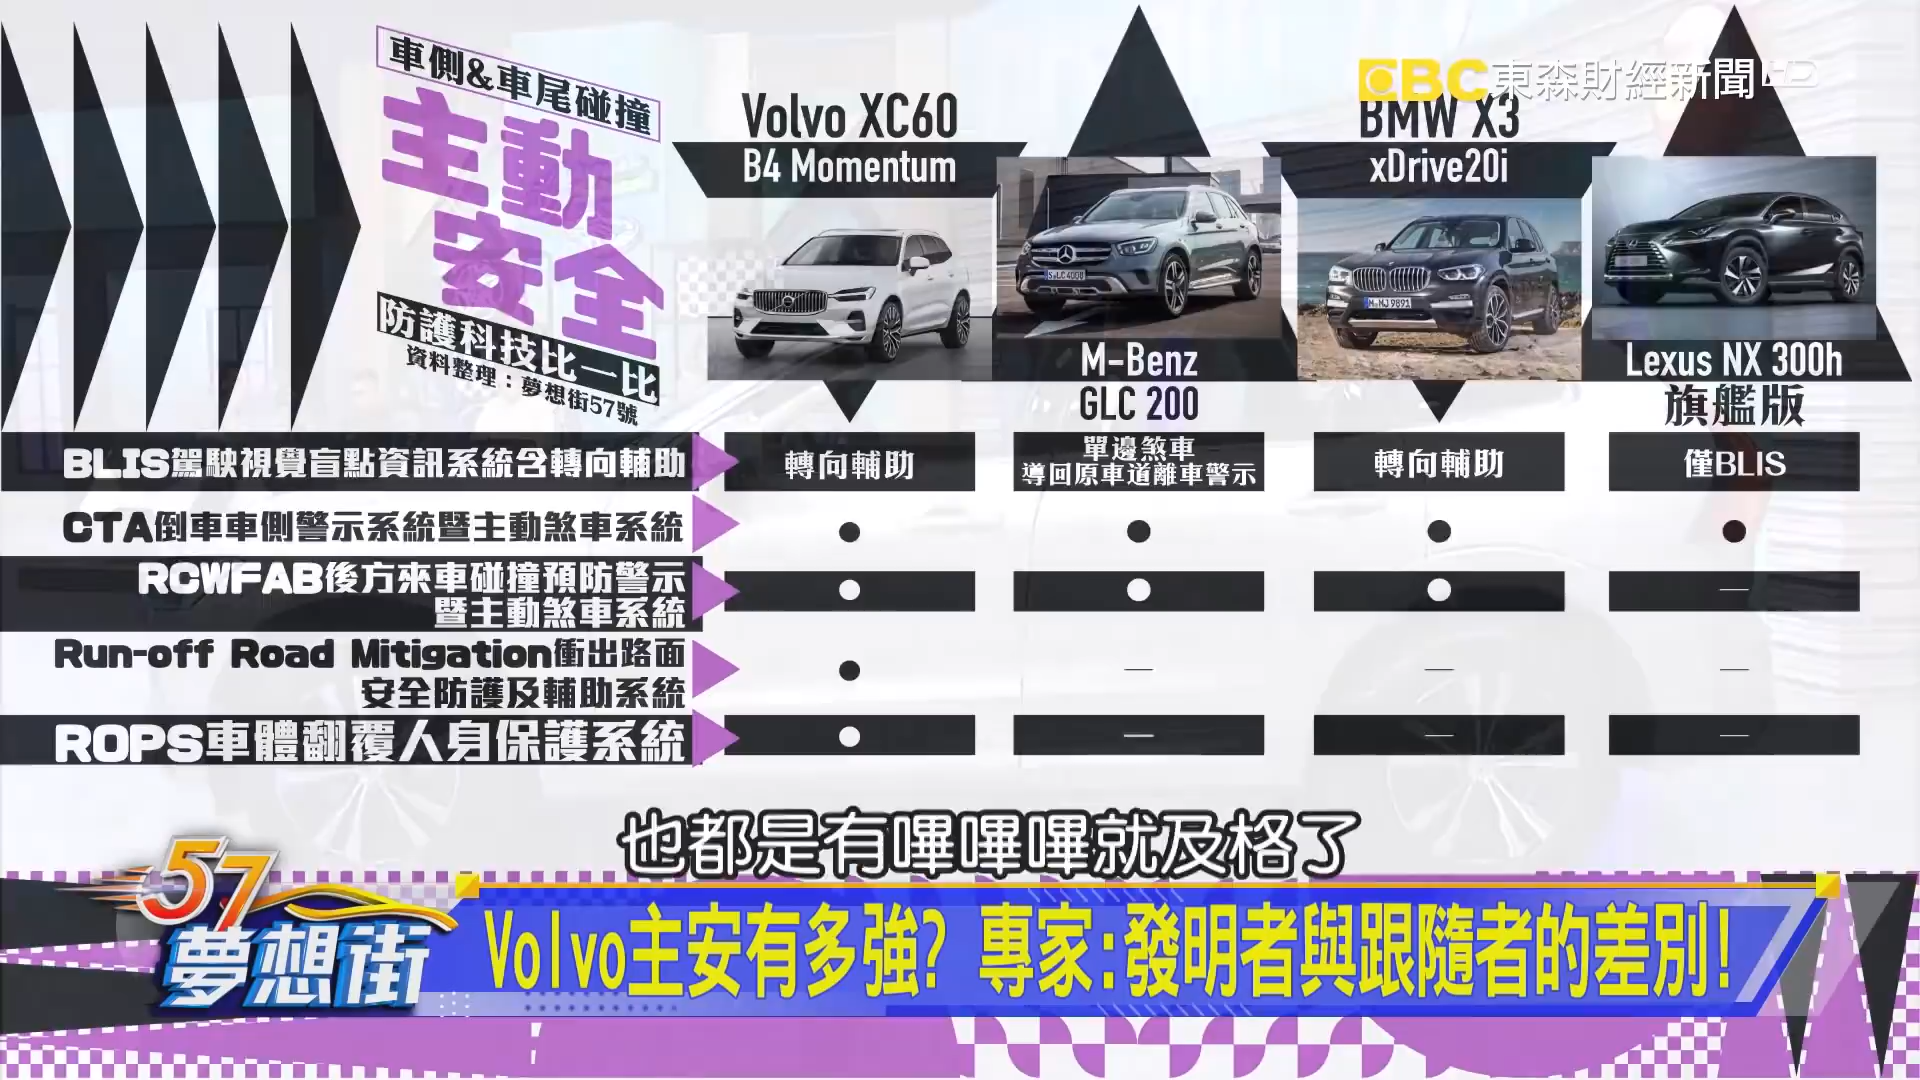 EBC東森財經新聞HD
車側&車尾碰撞
主動
安全
防護科技比一比
資料整理：夢想街57號
Volvo XC60
B4 Momentum
M-Benz
GLC 200
BMW X3
xDrive20i
Lexus NX 300h
旗艦版
S LC 4008
M MJ 9891
BLIS駕駛視覺盲點資訊系統含轉向輔助
轉向輔助
單邊煞車
導回原車道離車警示
轉向輔助
僅BLIS
CTA倒車車側警示系統暨主動煞車系統
● ● ● ●
RCWFAB後方來車碰撞預防警示
暨主動煞車系統
● ● ● —
Run-off Road Mitigation衝出路面
安全防護及輔助系統
● — — —
ROPS車體翻覆人身保護系統
● — — —
也都是有嗶嗶嗶就及格了
57
夢想街
Volvo主安有多強? 專家:發明者與跟隨者的差別!